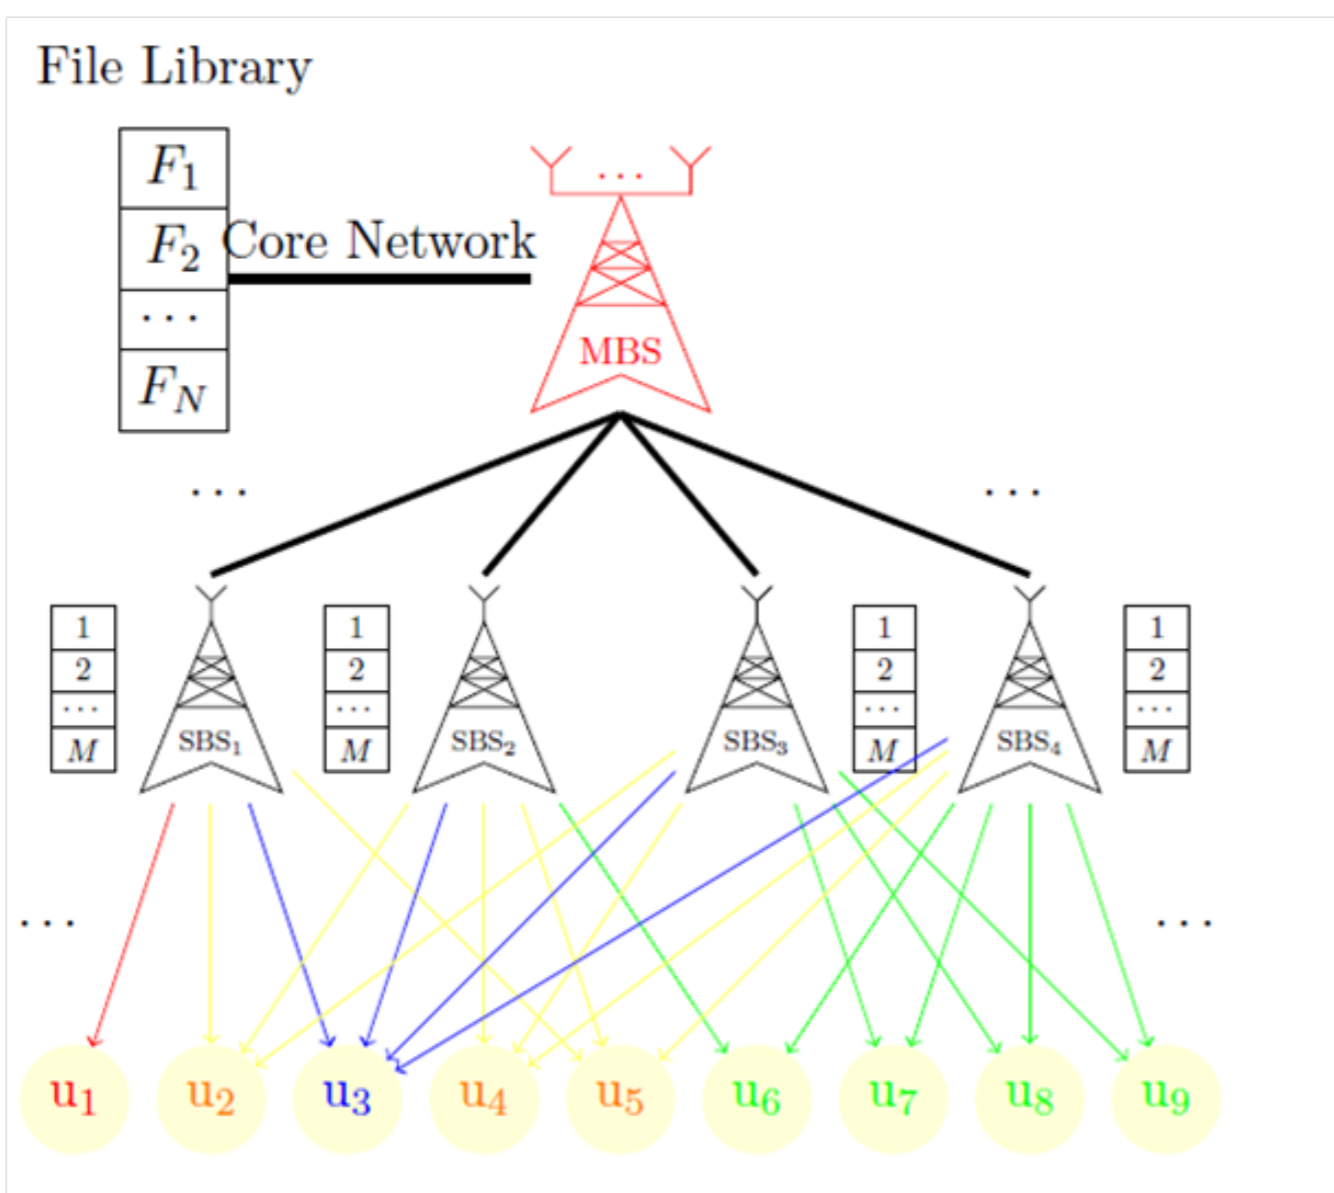 File Library
F₁
F₂
Core Network
...
F_N
...
MBS
...
...
1
2
...
M
SBS₁
1
2
...
M
SBS₂
SBS₃
1
2
...
M
SBS₄
1
2
...
M
...
...
u₁ u₂ u₃ u₄ u₅ u₆ u₇ u₈ u₉